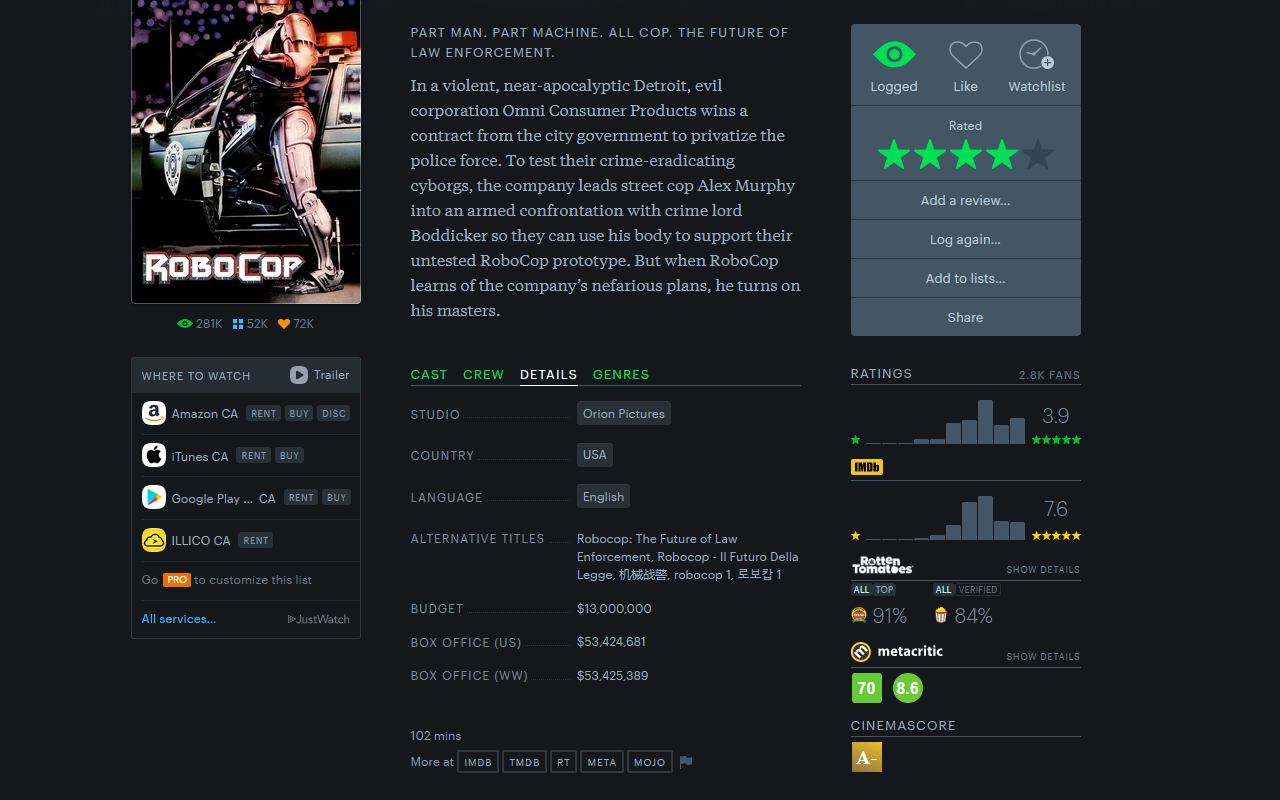 ROBOCOP
281K 52K 72K
WHERE TO WATCH Trailer
Amazon CA RENT BUY DISC
iTunes CA RENT BUY
Google Play … CA RENT BUY
ILLICO CA RENT
Go PRO to customize this list
All services… JustWatch
PART MAN. PART MACHINE. ALL COP. THE FUTURE OF
LAW ENFORCEMENT.
In a violent, near-apocalyptic Detroit, evil
corporation Omni Consumer Products wins a
contract from the city government to privatize the
police force. To test their crime-eradicating
cyborgs, the company leads street cop Alex Murphy
into an armed confrontation with crime lord
Boddicker so they can use his body to support their
untested RoboCop prototype. But when RoboCop
learns of the company’s nefarious plans, he turns on
his masters.
CAST CREW DETAILS GENRES
STUDIO Orion Pictures
COUNTRY USA
LANGUAGE English
ALTERNATIVE TITLES Robocop: The Future of Law
Enforcement, Robocop - Il Futuro Della
Legge, 机械战警, robocop 1, 로보캅 1
BUDGET $13,000,000
BOX OFFICE (US) $53,424,681
BOX OFFICE (WW) $53,425,389
102 mins
More at IMDB TMDB RT META MOJO
Logged Like Watchlist
Rated
Add a review…
Log again…
Add to lists…
Share
RATINGS 2.8K FANS
3.9
IMDb
7.6
Rotten
Tomatoes SHOW DETAILS
ALL TOP ALL VERIFIED
91% 84%
metacritic SHOW DETAILS
70 8.6
CINEMASCORE
A-